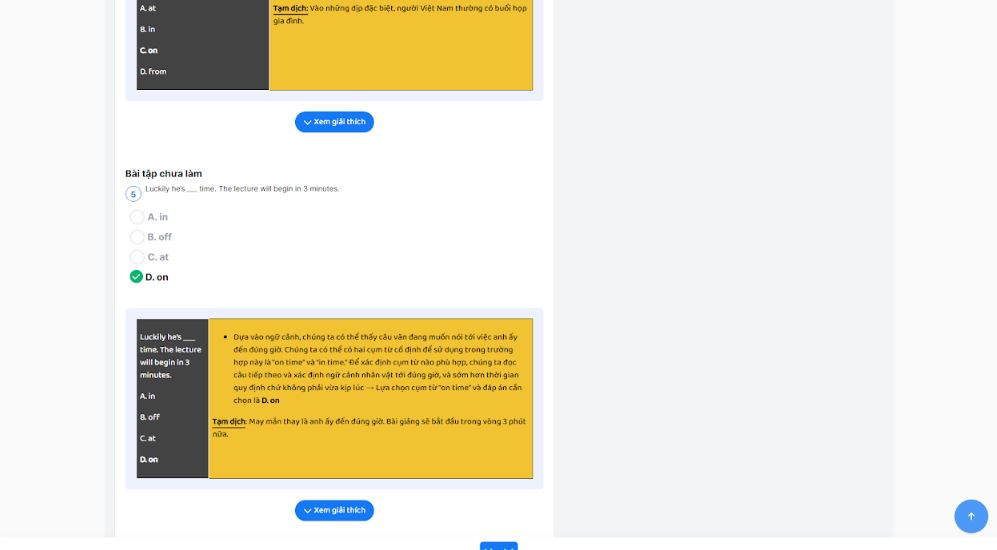 A. at
B. in
C. on
D. from
Tạm dịch: Vào những dịp đặc biệt, người Việt Nam thường có buổi họp
gia đình.
Xem giải thích
Bài tập chưa làm
5
Luckily he's ___ time. The lecture will begin in 3 minutes.
A. in
B. off
C. at
D. on
Luckily he's ___
time. The lecture
will begin in 3
minutes.
A. in
B. off
C. at
D. on
Dựa vào ngữ cảnh, chúng ta có thể thấy câu văn đang muốn nói tới việc anh ấy
đến đúng giờ. Chúng ta có thể có hai cụm từ cố định để sử dụng trong trường
hợp này là "on time" và "in time." Để xác định cụm từ nào phù hợp, chúng ta đọc
câu tiếp theo và xác định ngữ cảnh nhân vật tới đúng giờ, và sớm hơn thời gian
quy định chứ không phải vừa kịp lúc --> Lựa chọn cụm từ "on time" và đáp án cần
chọn là D. on
Tạm dịch: May mắn thay là anh ấy đến đúng giờ. Bài giảng sẽ bắt đầu trong vòng 3 phút
nữa.
Xem giải thích